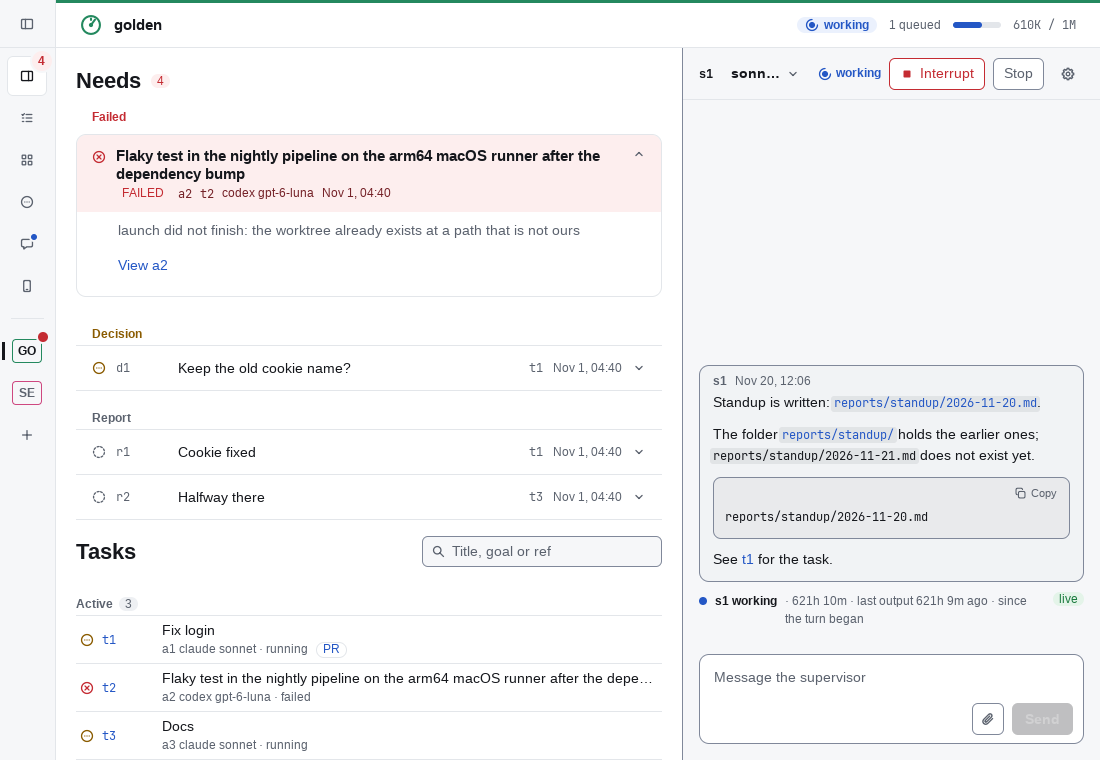 golden
working
1 queued
610K / 1M
4
GO
SE
Needs 4
Failed
Flaky test in the nightly pipeline on the arm64 macOS runner after the
dependency bump
FAILED a2 t2 codex gpt-6-luna Nov 1, 04:40
launch did not finish: the worktree already exists at a path that is not ours
View a2
Decision
d1 Keep the old cookie name? t1 Nov 1, 04:40
Report
r1 Cookie fixed t1 Nov 1, 04:40
r2 Halfway there t3 Nov 1, 04:40
Tasks
Title, goal or ref
Active 3
t1 Fix login
a1 claude sonnet · running PR
t2 Flaky test in the nightly pipeline on the arm64 macOS runner after the depe…
a2 codex gpt-6-luna · failed
t3 Docs
a3 claude sonnet · running
s1 sonn… working Interrupt Stop
s1 Nov 20, 12:06
Standup is written: reports/standup/2026-11-20.md.
The folder reports/standup/ holds the earlier ones;
reports/standup/2026-11-21.md does not exist yet.
Copy
reports/standup/2026-11-20.md
See t1 for the task.
s1 working · 621h 10m · last output 621h 9m ago · since
the turn began
live
Message the supervisor
Send